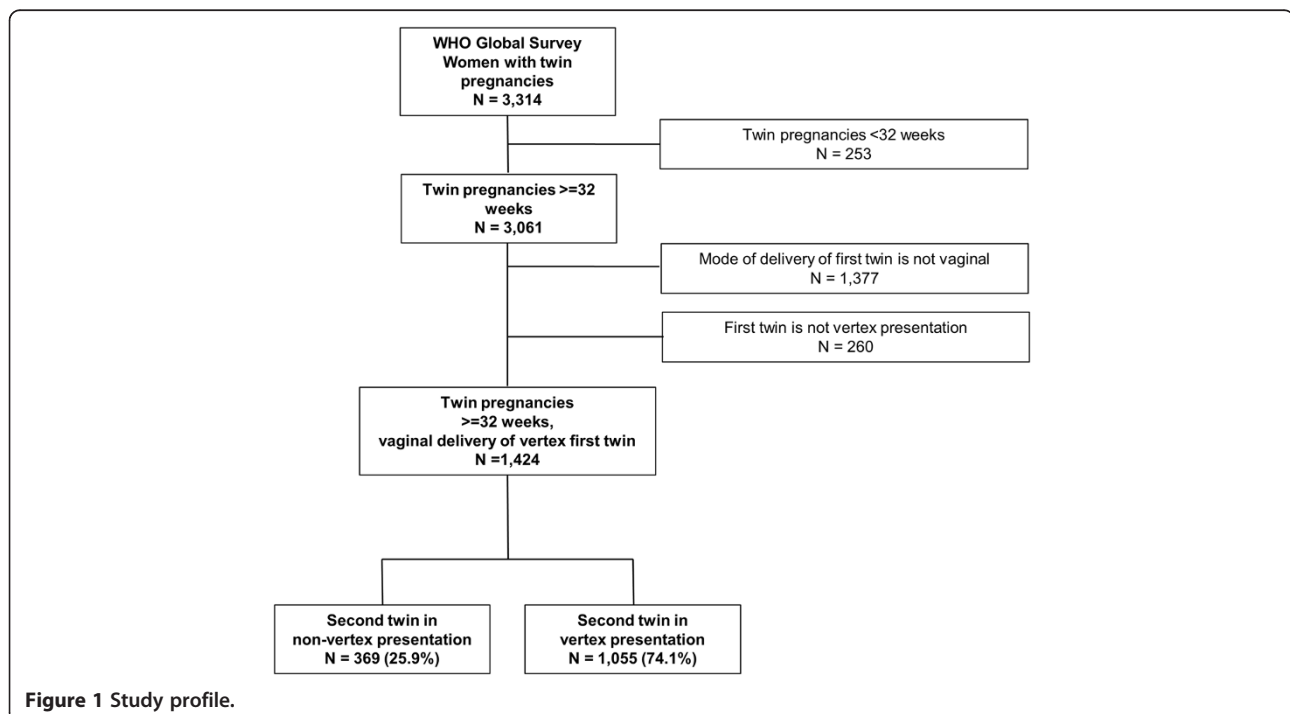 WHO Global Survey
Women with twin
pregnancies
N = 3,314
Twin pregnancies <32 weeks
N = 253
Twin pregnancies >=32
weeks
N = 3,061
Mode of delivery of first twin is not vaginal
N = 1,377
First twin is not vertex presentation
N = 260
Twin pregnancies
>=32 weeks,
vaginal delivery of vertex first twin
N =1,424
Second twin in
non-vertex presentation
N = 369 (25.9%)
Second twin in
vertex presentation
N = 1,055 (74.1%)
Figure 1 Study profile.